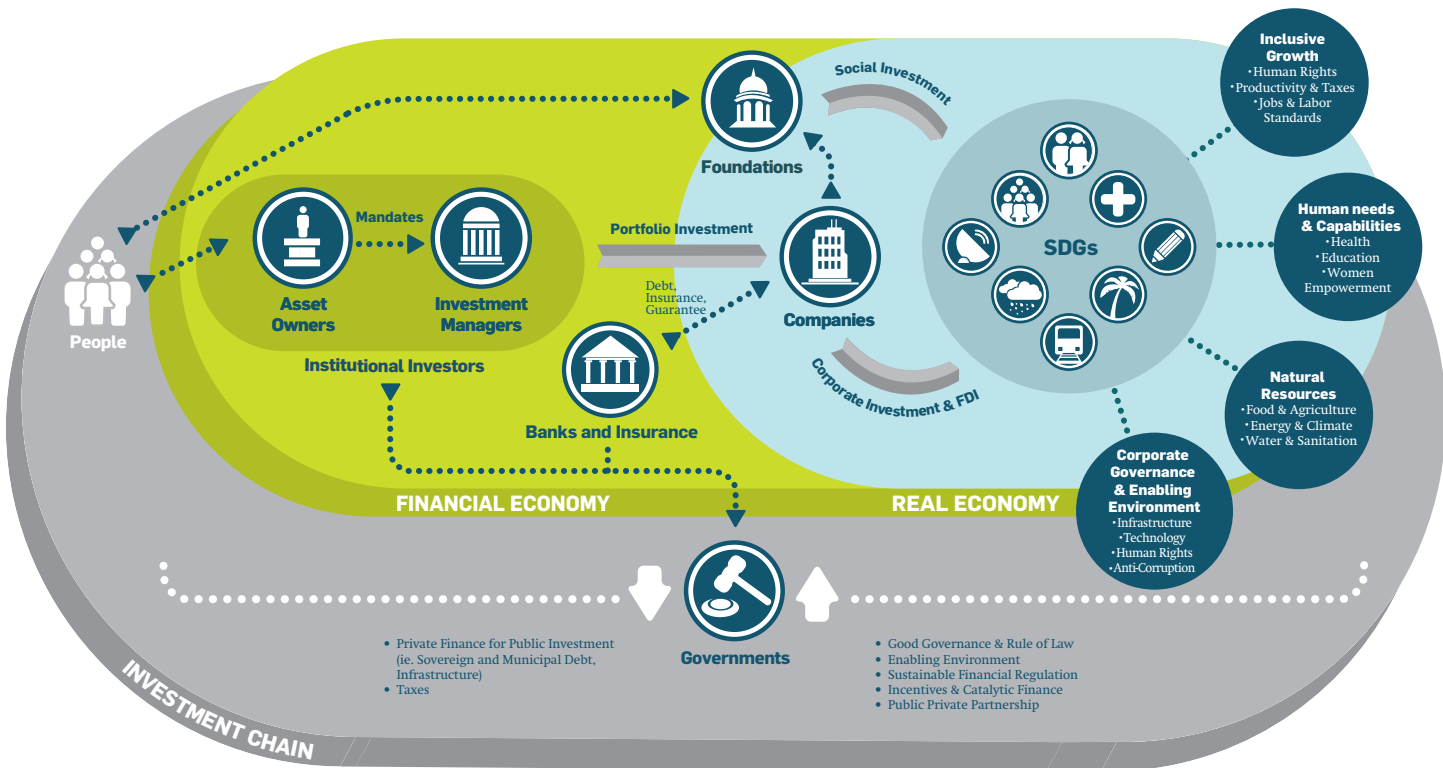 Inclusive
Growth
•Human Rights
•Productivity & Taxes
•Jobs & Labor
Standards
Social Investment
Foundations
Mandates
Portfolio Investment
Human needs
& Capabilities
•Health
•Education
•Women
Empowerment
SDGs
Asset
Owners
Investment
Managers
Debt,
Insurance,
Guarantee
Companies
People
Institutional Investors
Corporate Investment & FDI
Natural
Resources
•Food & Agriculture
•Energy & Climate
•Water & Sanitation
Banks and Insurance
Corporate
Governance
& Enabling
Environment
•Infrastructure
•Technology
•Human Rights
•Anti-Corruption
FINANCIAL ECONOMY
REAL ECONOMY
Governments
• Private Finance for Public Investment
(ie. Sovereign and Municipal Debt,
Infrastructure)
• Taxes
• Good Governance & Rule of Law
• Enabling Environment
• Sustainable Financial Regulation
• Incentives & Catalytic Finance
• Public Private Partnership
INVESTMENT CHAIN